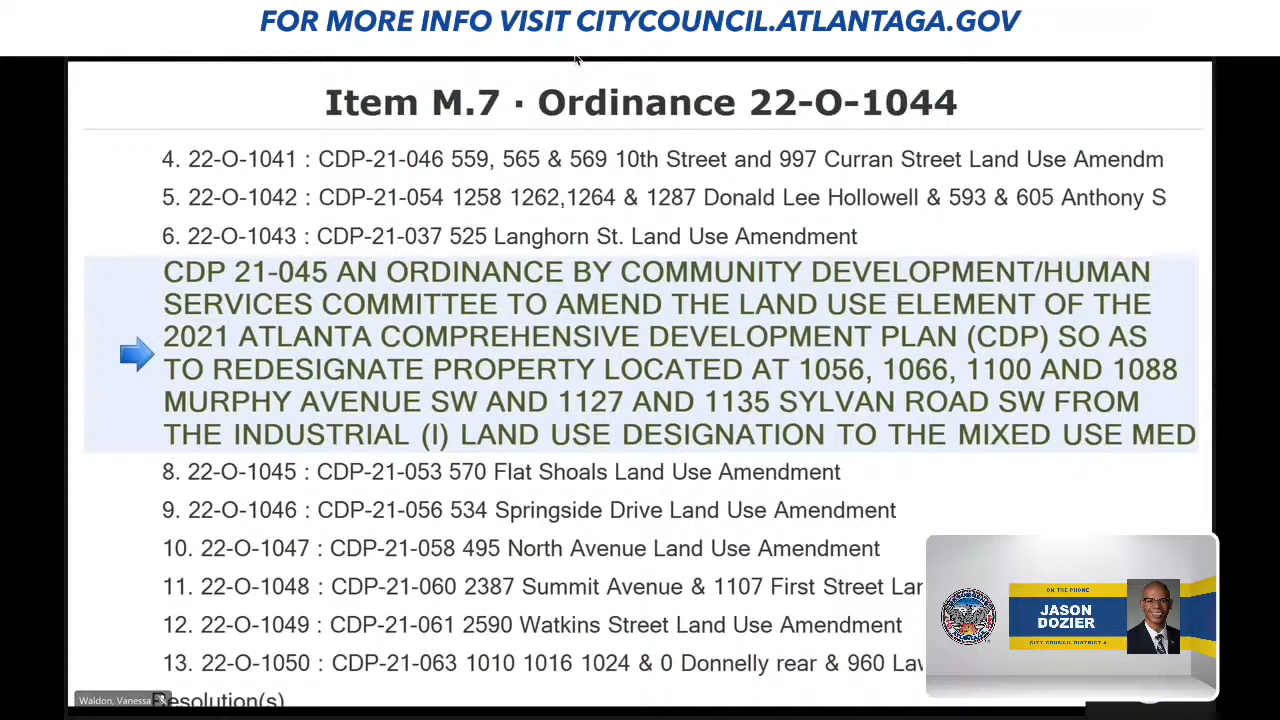 FOR MORE INFO VISIT CITYCOUNCIL.ATLANTAGA.GOV
Item M.7 · Ordinance 22-O-1044
4. 22-O-1041 : CDP-21-046 559, 565 & 569 10th Street and 997 Curran Street Land Use Amendm
5. 22-O-1042 : CDP-21-054 1258 1262,1264 & 1287 Donald Lee Hollowell & 593 & 605 Anthony S
6. 22-O-1043 : CDP-21-037 525 Langhorn St. Land Use Amendment
CDP 21-045 AN ORDINANCE BY COMMUNITY DEVELOPMENT/HUMAN
SERVICES COMMITTEE TO AMEND THE LAND USE ELEMENT OF THE
2021 ATLANTA COMPREHENSIVE DEVELOPMENT PLAN (CDP) SO AS
TO REDESIGNATE PROPERTY LOCATED AT 1056, 1066, 1100 AND 1088
MURPHY AVENUE SW AND 1127 AND 1135 SYLVAN ROAD SW FROM
THE INDUSTRIAL (I) LAND USE DESIGNATION TO THE MIXED USE MED
8. 22-O-1045 : CDP-21-053 570 Flat Shoals Land Use Amendment
9. 22-O-1046 : CDP-21-056 534 Springside Drive Land Use Amendment
10. 22-O-1047 : CDP-21-058 495 North Avenue Land Use Amendment
11. 22-O-1048 : CDP-21-060 2387 Summit Avenue & 1107 First Street Lar
12. 22-O-1049 : CDP-21-061 2590 Watkins Street Land Use Amendment
13. 22-O-1050 : CDP-21-063 1010 1016 1024 & 0 Donnelly rear & 960 Lav
Resolution(s)
Waldon, Vanessa
ON THE PHONE
JASON
DOZIER
CITY COUNCIL DISTRICT 4